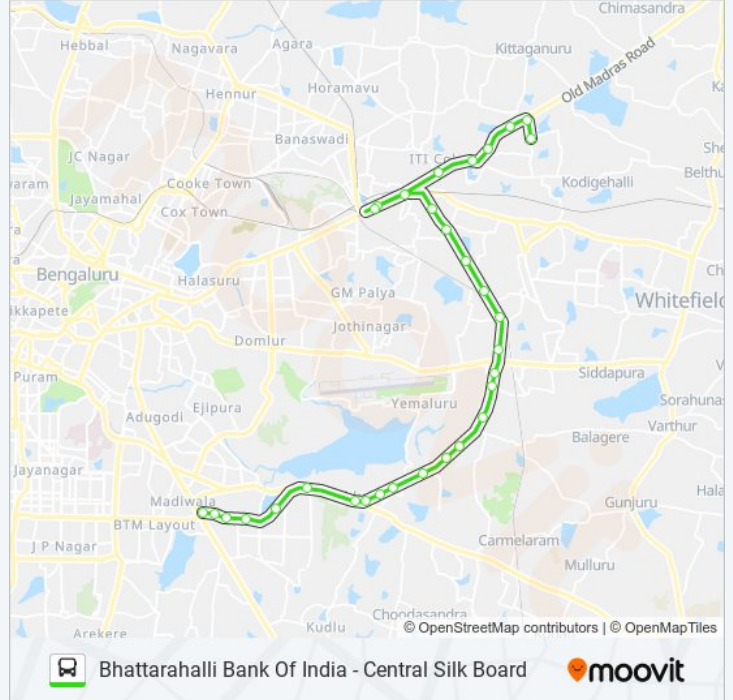 Chimasandra
Hebbal
Nagavara
Agara
Kittaganuru
Old Madras Road
Hennur
Horamavu
Banaswadi
JC Nagar
ITI Co
Cooke Town
Kodigehalli
Belthu
Jayamahal
Cox Town
Bengaluru
Halasuru
GM Palya
Whitefield
ikkapete
Jothinagar
Domlur
Siddapura
Puram
Yemaluru
Ejipura
Adugodi
Sorahuna
Varthur
Balagere
Jayanagar
Madiwala
Gunjuru
Hala
BTM Layout
Carmelaram
J P Nagar
Mulluru
Choodasandra
Kudlu
Arekere
© OpenStreetMap contributors | © OpenMapTiles
Bhattarahalli Bank Of India - Central Silk Board
moovit